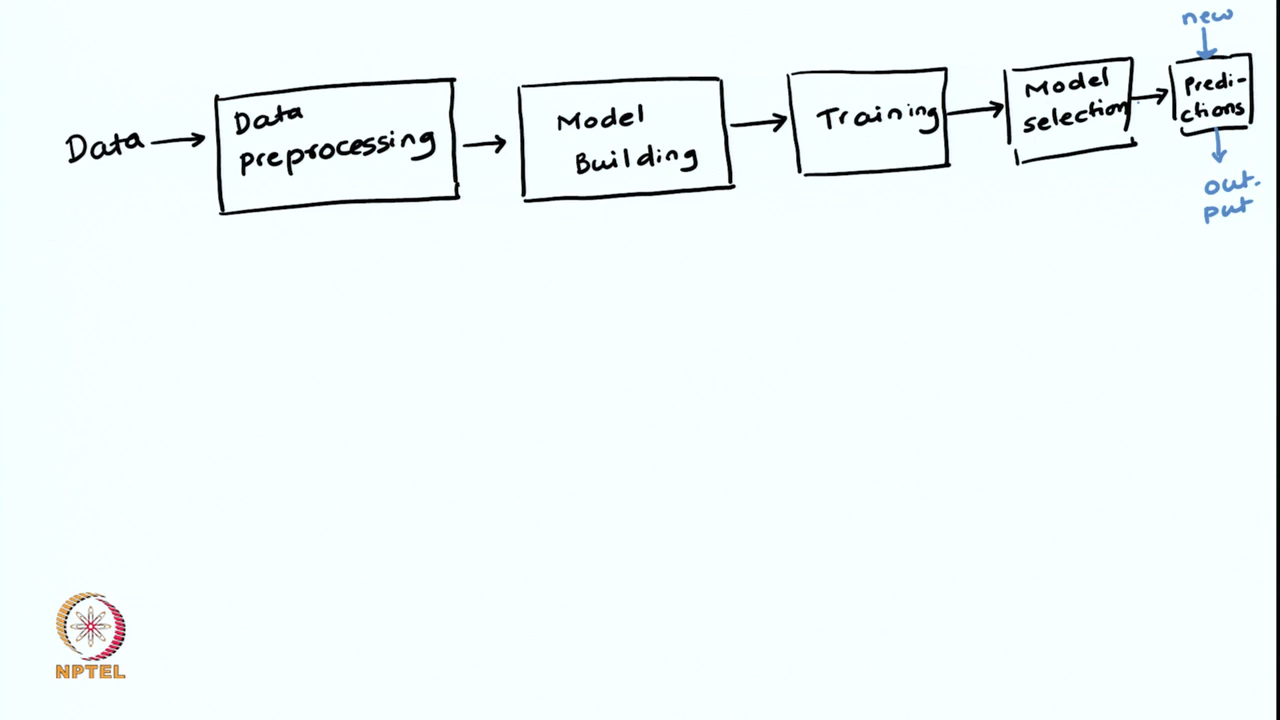 new
Data
Data
preprocessing
Model
Building
Training
Model
selection
Predi-
ctions
out-
put
NPTEL